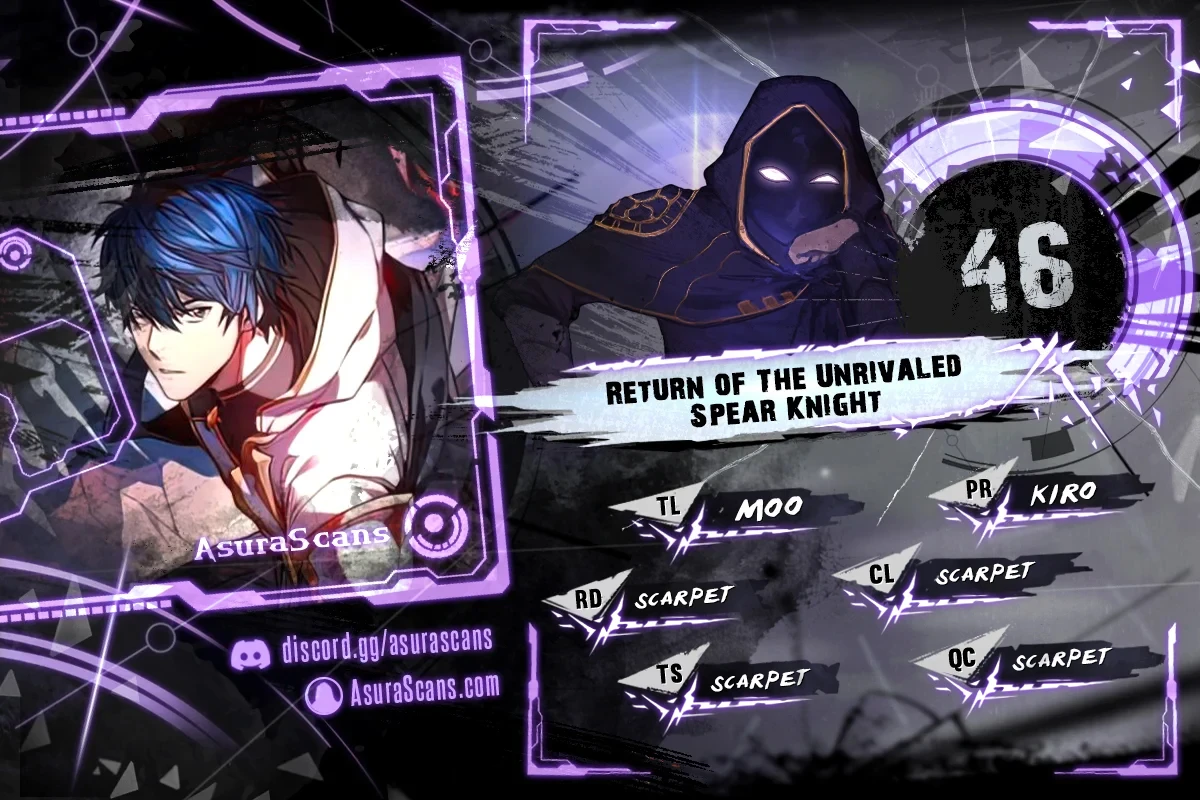 46
RETURN OF THE UNRIVALED
SPEAR KNIGHT
TL MOO
PR KIRO
RD SCARPET
CL SCARPET
TS SCARPET
QC SCARPET
AsuraScans
discord.gg/asurascans
AsuraScans.com